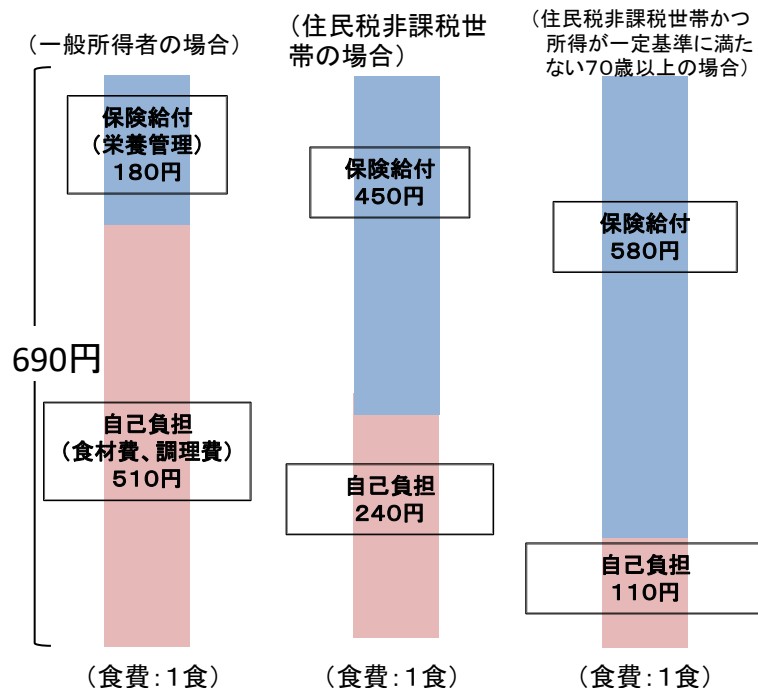 （一般所得者の場合）
保険給付
（栄養管理）
180円
690円
自己負担
（食材費、調理費）
510円
（食費：1食）
（住民税非課税世
帯の場合）
保険給付
450円
自己負担
240円
（食費：1食）
（住民税非課税世帯かつ
所得が一定基準に満た
ない70歳以上の場合）
保険給付
580円
自己負担
110円
（食費：1食）